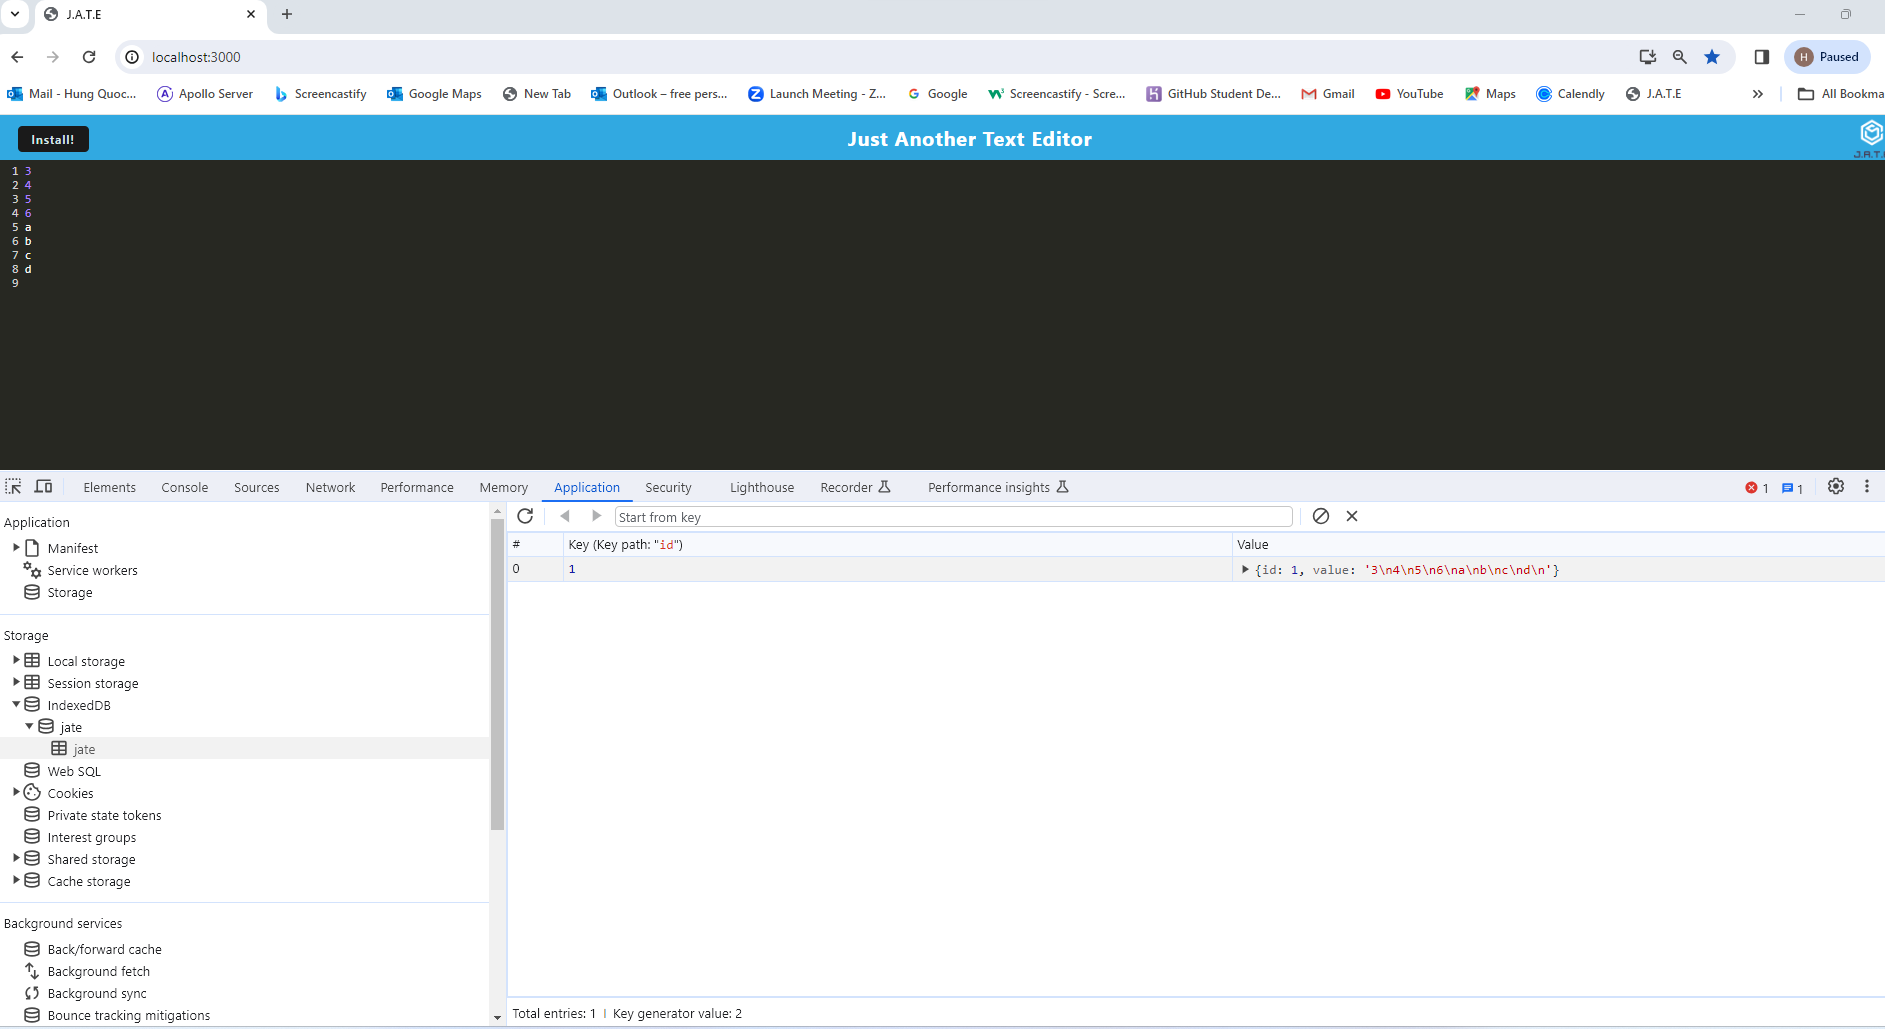 J.A.T.E
localhost:3000
H Paused
Mail - Hung Quoc... Apollo Server Screencastify Google Maps New Tab Outlook – free pers... Launch Meeting - Z... Google Screencastify - Scre... GitHub Student De... Gmail YouTube Maps Calendly J.A.T.E » All Bookma
Install! Just Another Text Editor
J.A.T.
1 3
2 4
3 5
4 6
5 a
6 b
7 c
8 d
9
Elements Console Sources Network Performance Memory Application Security Lighthouse Recorder Performance insights 1 1
Application
Manifest
Service workers
Storage
Storage
Local storage
Session storage
IndexedDB
jate
jate
Web SQL
Cookies
Private state tokens
Interest groups
Shared storage
Cache storage
Background services
Back/forward cache
Background fetch
Background sync
Bounce tracking mitigations
Start from key
# Key (Key path: "id") Value
0 1 {id: 1, value: '3\n4\n5\n6\na\nb\nc\nd\n'}
Total entries: 1 Key generator value: 2